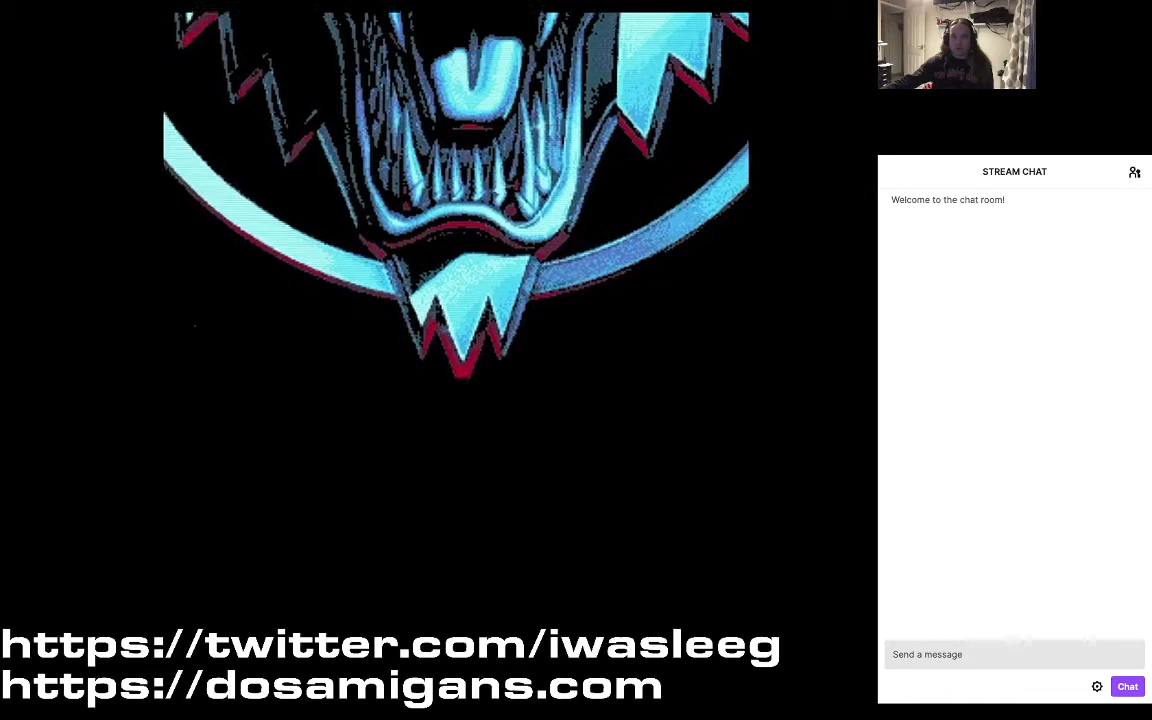 STREAM CHAT
Welcome to the chat room!
Send a message
Chat
https://twitter.com/iwasleeg
https://dosamigans.com